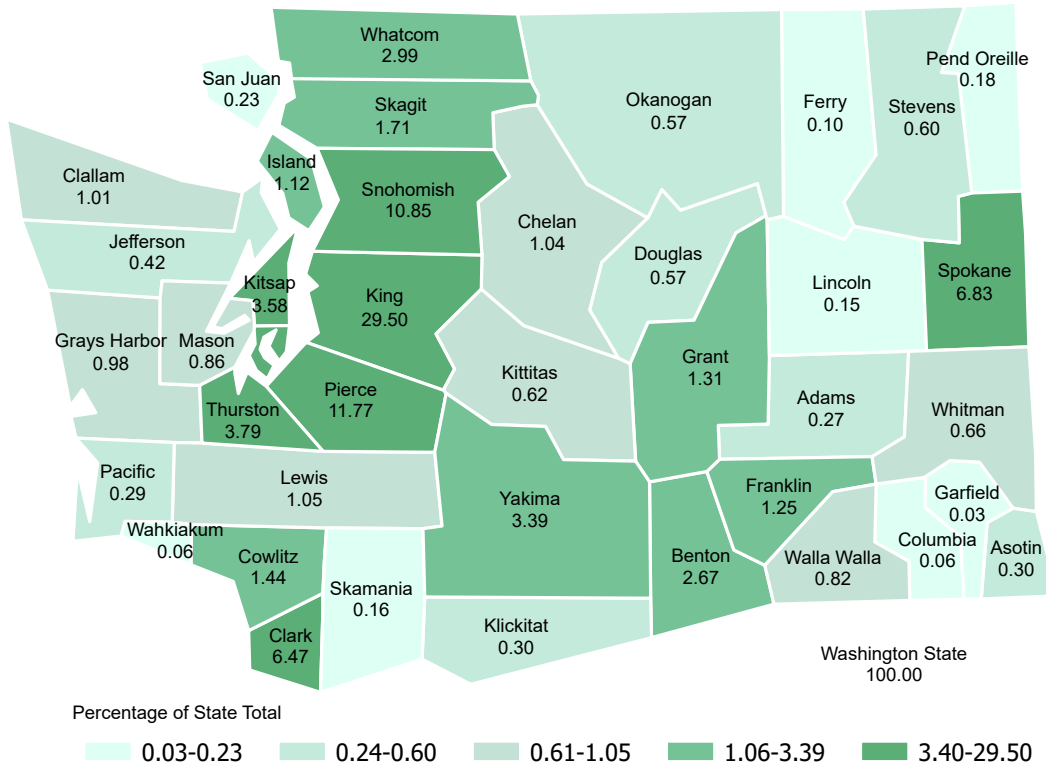 Whatcom
2.99
San Juan
0.23
Skagit
1.71
Okanogan
0.57
Ferry
0.10
Stevens
0.60
Pend Oreille
0.18
Island
1.12
Clallam
1.01
Snohomish
10.85
Chelan
1.04
Jefferson
0.42
Douglas
0.57
Kitsap
3.58
King
29.50
Lincoln
0.15
Spokane
6.83
Grays Harbor
0.98
Mason
0.86
Grant
1.31
Kittitas
0.62
Pierce
11.77
Thurston
3.79
Adams
0.27
Whitman
0.66
Pacific
0.29
Lewis
1.05
Yakima
3.39
Franklin
1.25
Garfield
0.03
Wahkiakum
0.06
Cowlitz
1.44
Skamania
0.16
Benton
2.67
Walla Walla
0.82
Columbia
0.06
Asotin
0.30
Clark
6.47
Klickitat
0.30
Washington State
100.00
Percentage of State Total
0.03-0.23
0.24-0.60
0.61-1.05
1.06-3.39
3.40-29.50